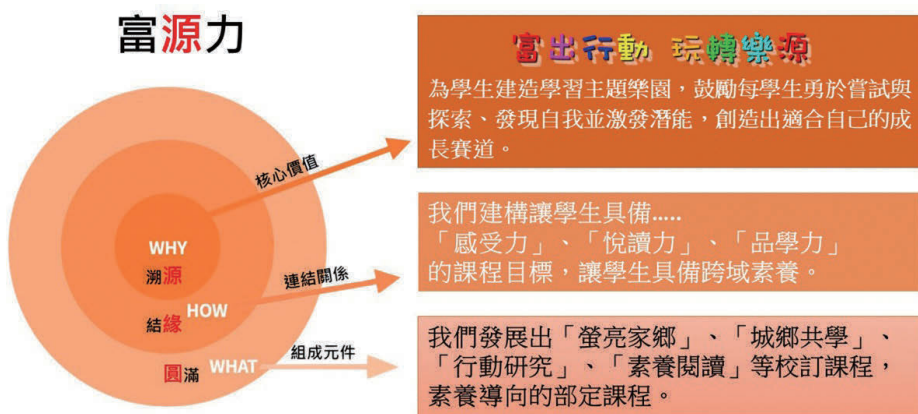 富源力
富出行動 玩轉樂源
為學生建造學習主題樂園，鼓勵每學生勇於嘗試與
探索、發現自我並激發潛能，創造出適合自己的成
長賽道。
核心價值
WHY
溯源
我們建構讓學生具備.....
「感受力」、「悅讀力」、「品學力」
的課程目標，讓學生具備跨域素養。
連結關係
HOW
結緣
我們發展出「螢亮家鄉」、「城鄉共學」、
「行動研究」、「素養閱讀」等校訂課程，
素養導向的部定課程。
組成元件
WHAT
圓滿